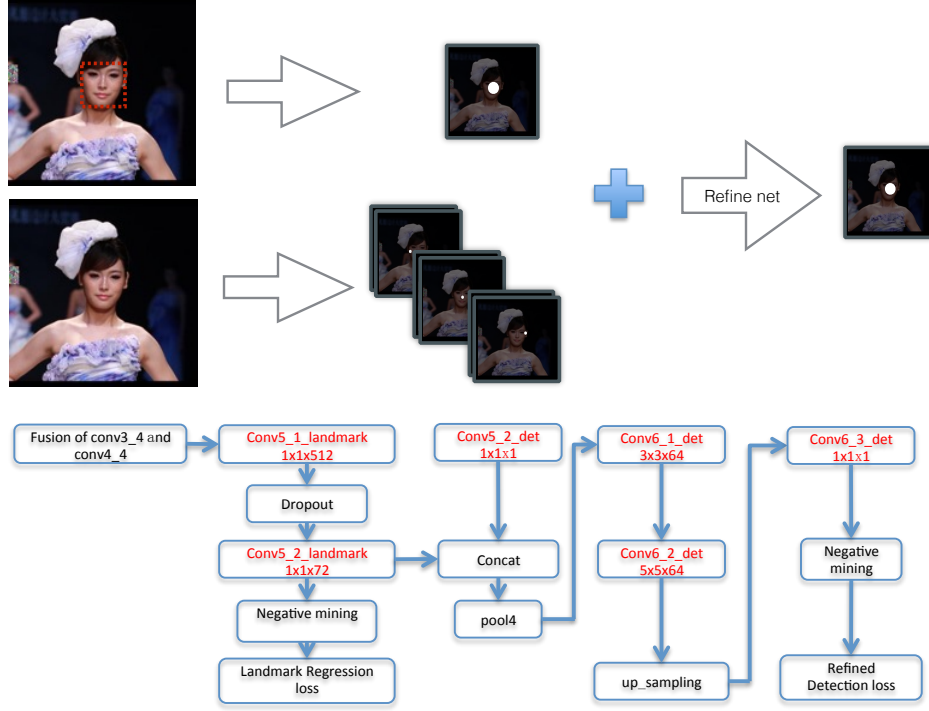 Refine net
Fusion of conv3_4 and
conv4_4
Conv5_1_landmark
1x1x512
Dropout
Conv5_2_landmark
1x1x72
Negative mining
Landmark Regression
loss
Conv5_2_det
1x1x1
Concat
pool4
Conv6_1_det
3x3x64
Conv6_2_det
5x5x64
up_sampling
Conv6_3_det
1x1x1
Negative
mining
Refined
Detection loss